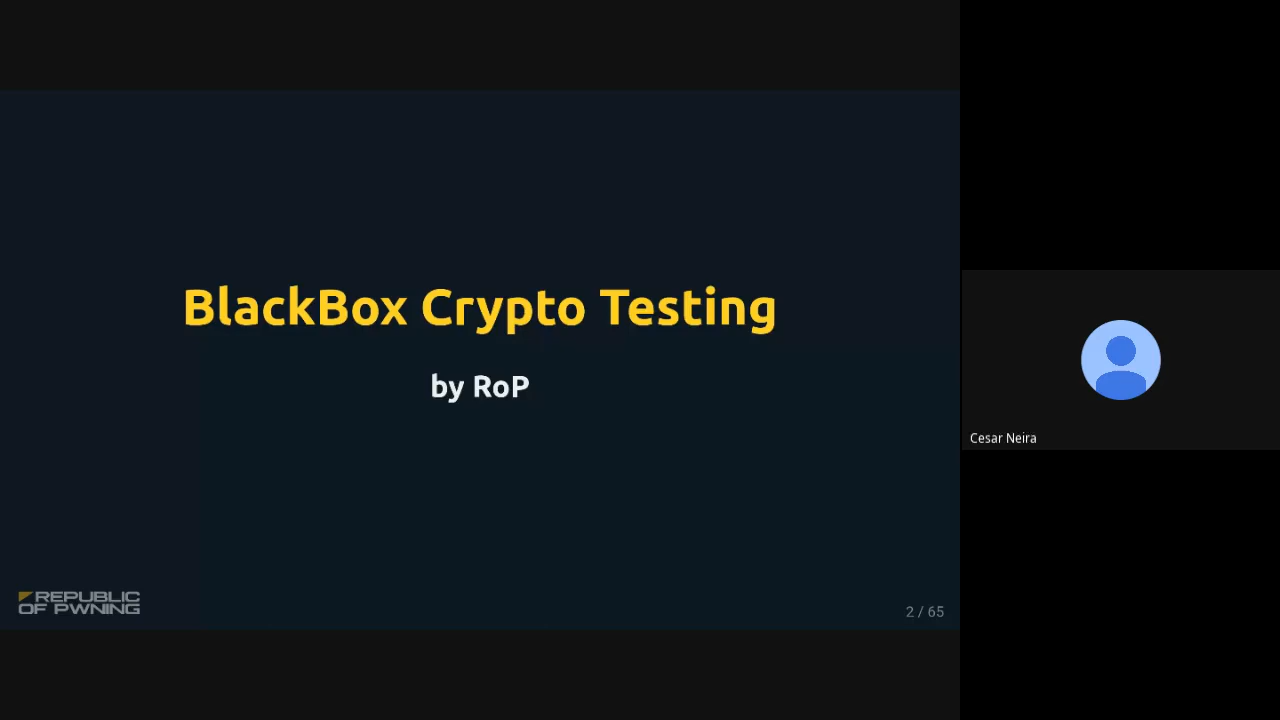 BlackBox Crypto Testing
by RoP
REPUBLIC
OF PWNING
2 / 65
Cesar Neira